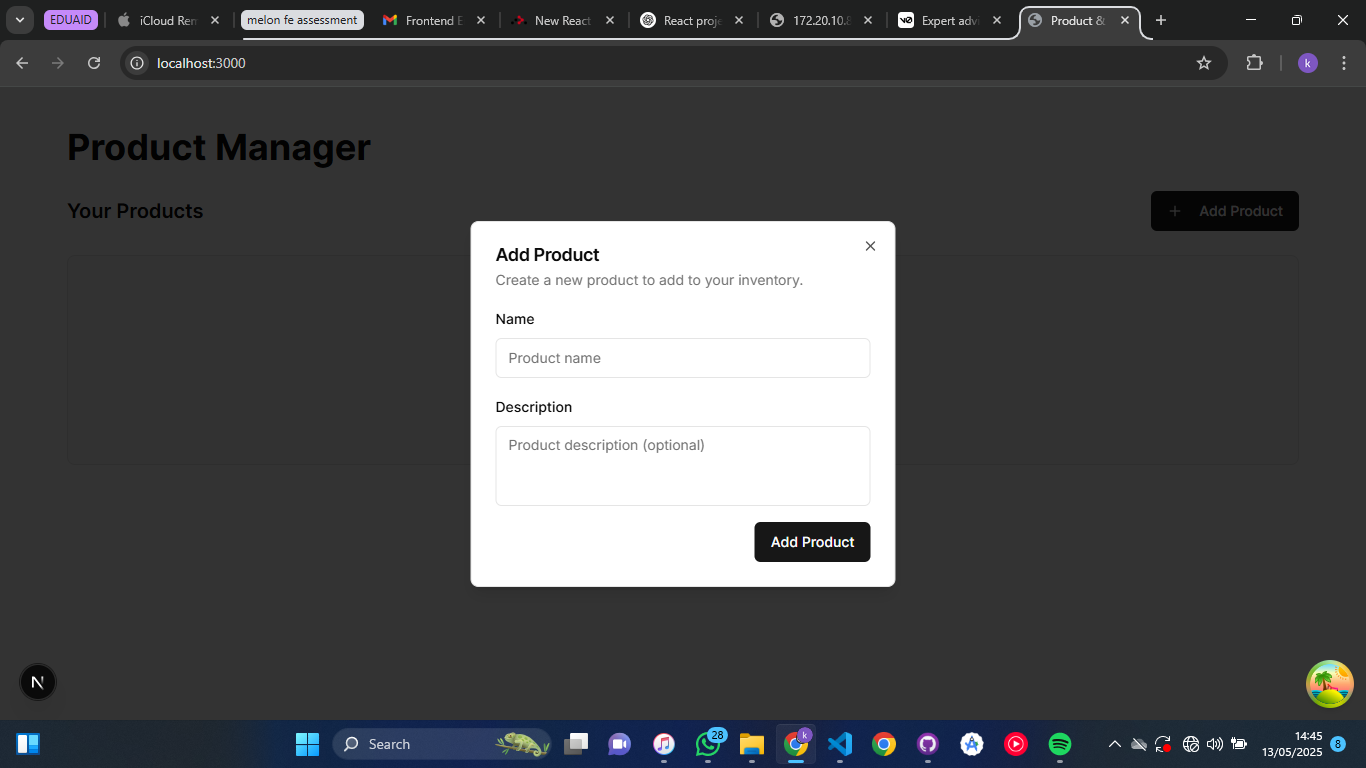 EDUAID
iCloud Rem
melon fe assessment
Frontend E
New React
React proje
172.20.10.
Expert advi
Product &
localhost:3000
k
Product Manager
Your Products
+ Add Product
Add Product
Create a new product to add to your inventory.
Name
Product name
Description
Product description (optional)
Add Product
N
Search
28
k
14:45
13/05/2025
8